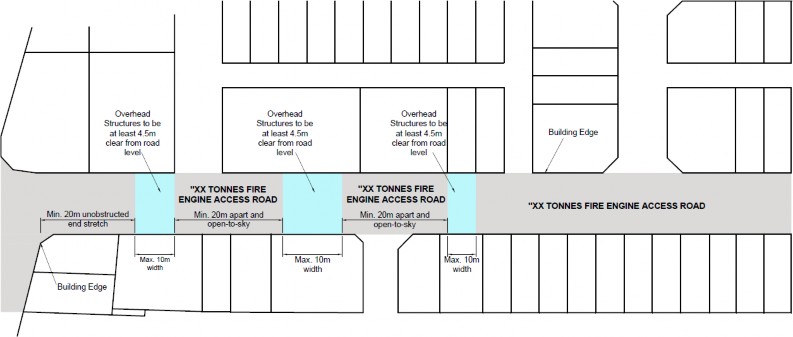 Overhead
Structures to be
at least 4.5m
clear from road
level
Overhead
Structures to be
at least 4.5m
clear from road
level
Overhead
Structures to be
at least 4.5m
clear from road
level
Building Edge
"XX TONNES FIRE
ENGINE ACCESS ROAD
"XX TONNES FIRE
ENGINE ACCESS ROAD
"XX TONNES FIRE ENGINE ACCESS ROAD
Min. 20m unobstructed
end stretch
Min. 20m apart and
open-to-sky
Min. 20m apart and
open-to-sky
Max. 10m
width
Max. 10m
width
Max. 10m
width
Building Edge